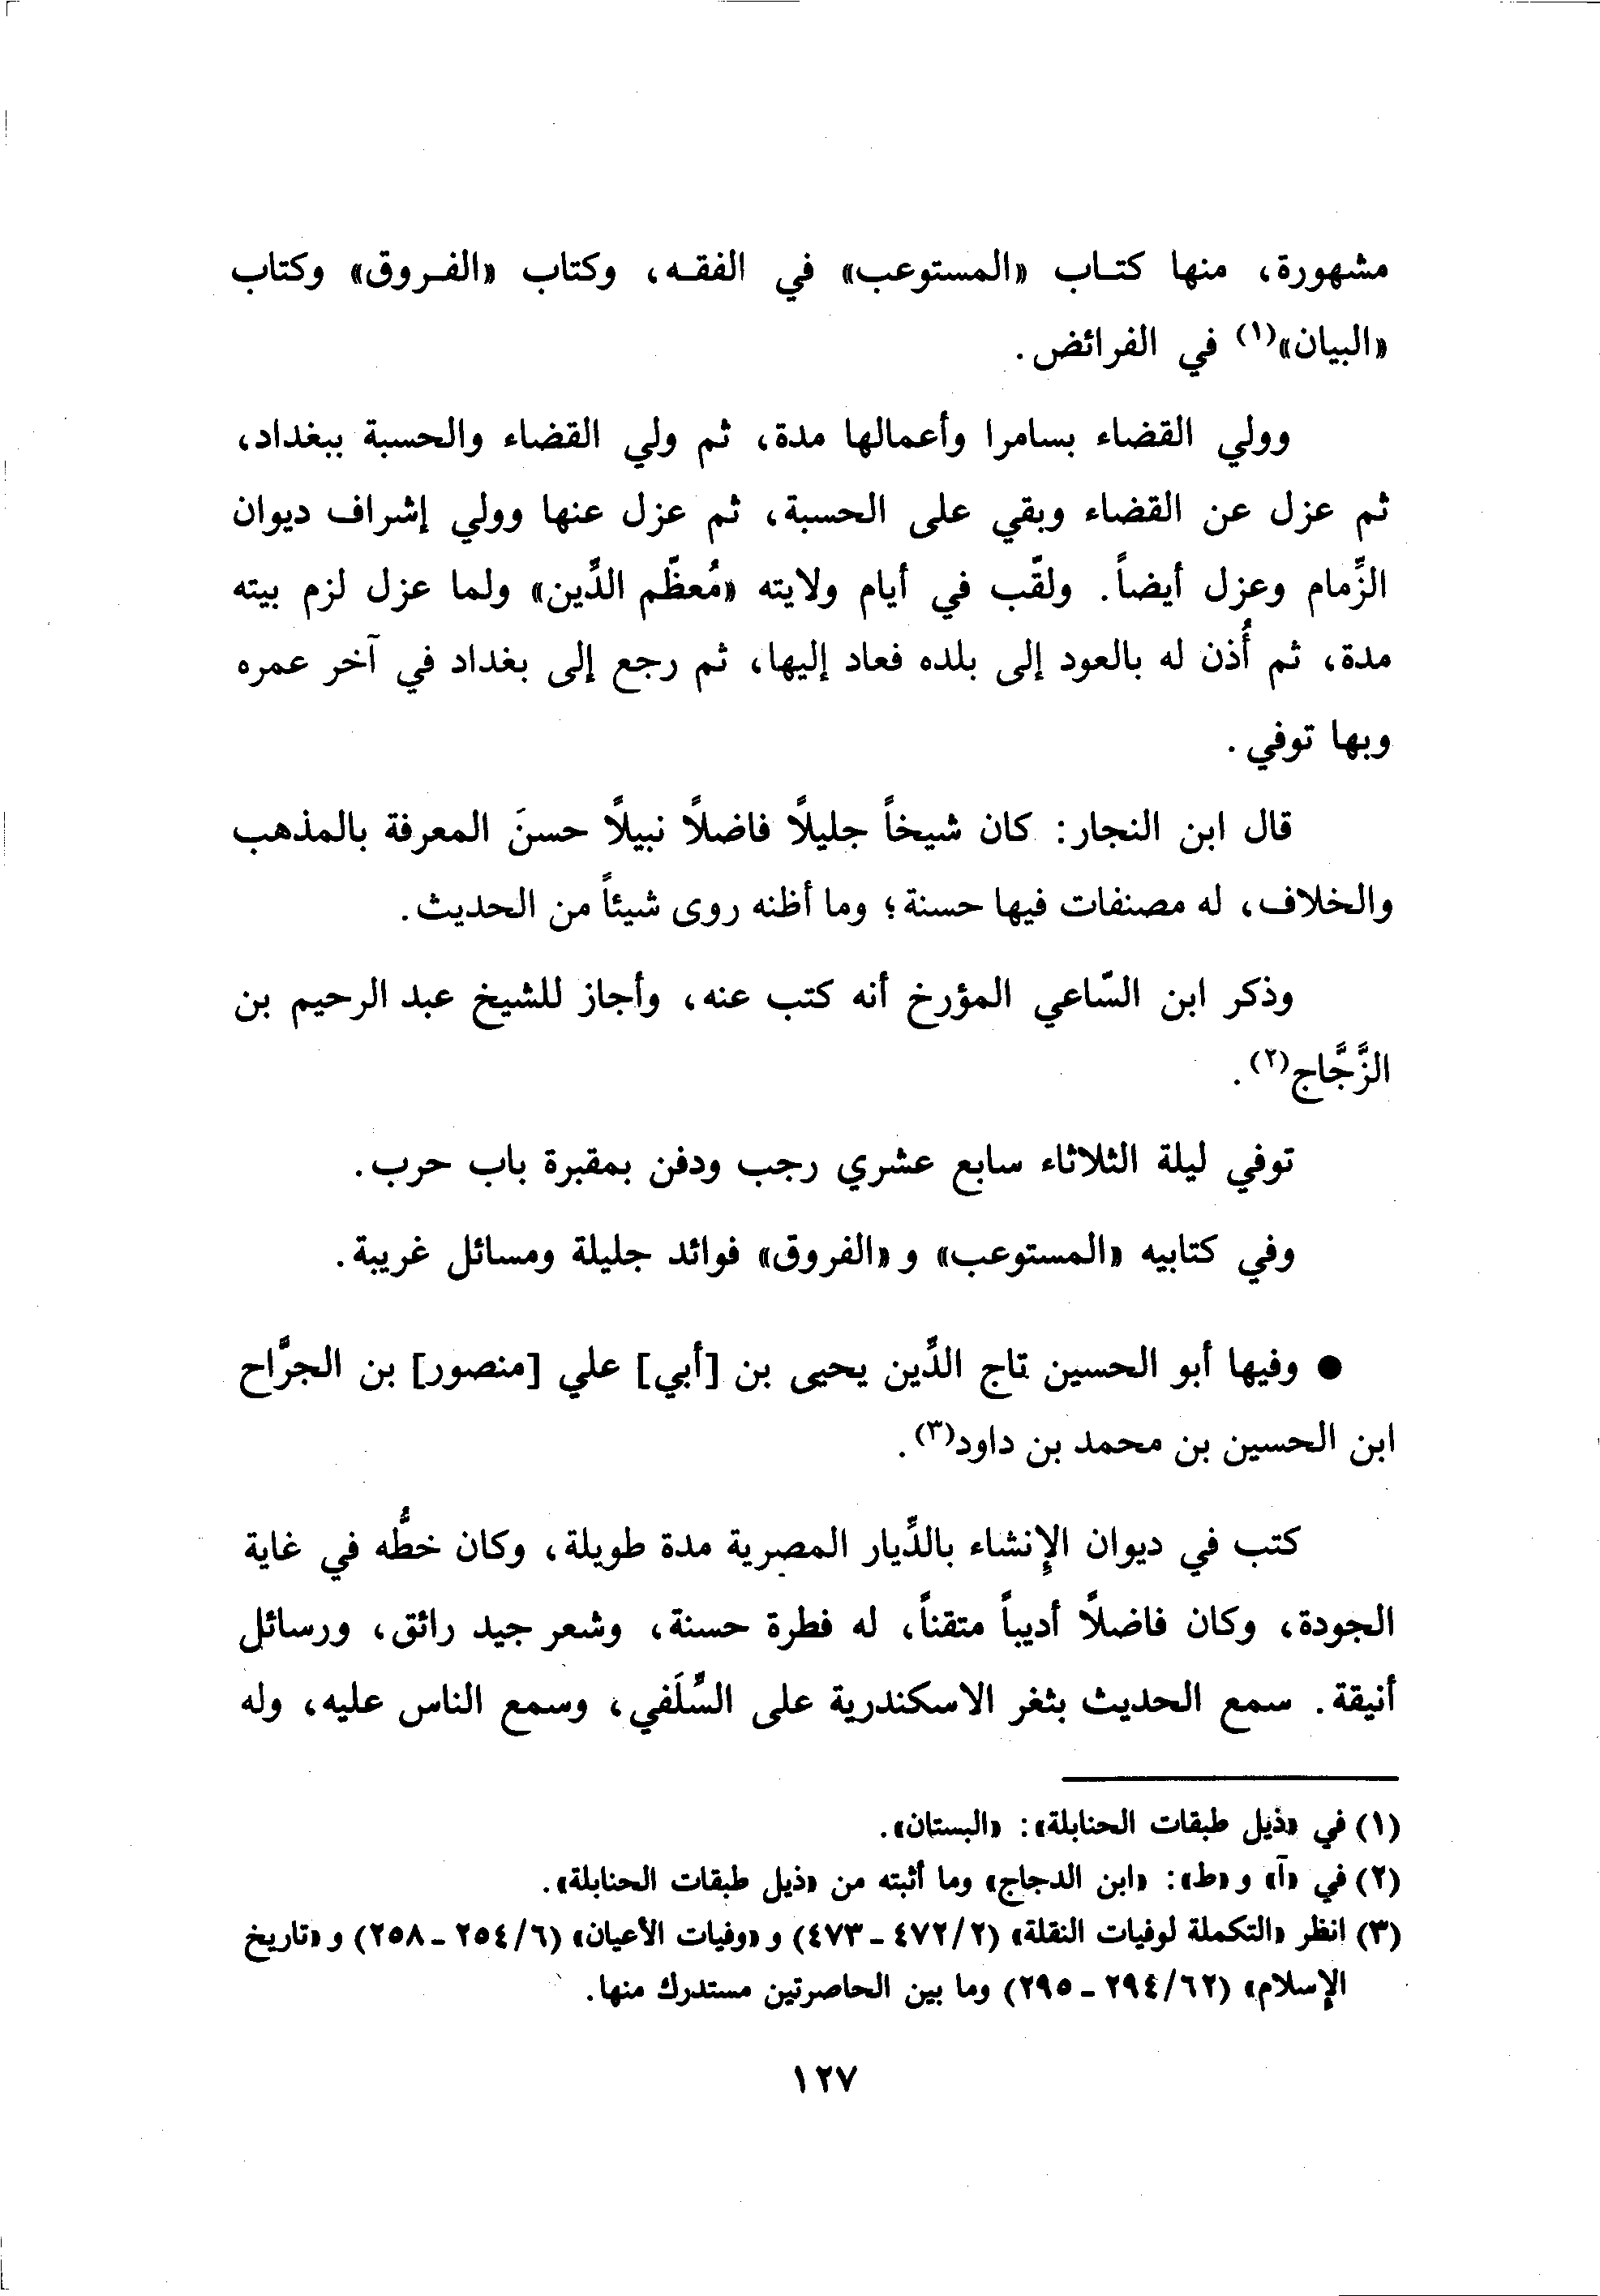 مشهورة، منها كتـاب «المستوعب» في الفقـه، وكتاب «الفـروق» وكتاب
«البيان»(١) في الفرائض.
وولي القضاء بسامرا وأعمالها مدة، ثم ولي القضاء والحسبة ببغداد،
ثم عزل عن القضاء وبقي على الحسبة، ثم عزل عنها وولي إشراف ديوان
الزِّمام وعزل أيضاً. ولقّب في أيام ولايته «مُعظّم الدِّين» ولما عزل لزم بيته
مدة، ثم أُذن له بالعود إلى بلده فعاد إليها، ثم رجع إلى بغداد في آخر عمره
وبها توفي.
قال ابن النجار: كان شيخاً جليلاً فاضلاً نبيلاً حسنَ المعرفة بالمذهب
والخلاف، له مصنفات فيها حسنة؛ وما أظنه روى شيئاً من الحديث.
وذكر ابن السّاعي المؤرخ أنه كتب عنه، وأجاز للشيخ عبد الرحيم بن
الزَّجَّاج(٢).
توفي ليلة الثلاثاء سابع عشري رجب ودفن بمقبرة باب حرب.
وفي كتابيه «المستوعب» و«الفروق» فوائد جليلة ومسائل غريبة.
● وفيها أبو الحسين تاج الدِّين يحيى بن [أبي] علي [منصور] بن الجرَّاح
ابن الحسين بن محمد بن داود(٣).
كتب في ديوان الإنشاء بالدِّيار المصرية مدة طويلة، وكان خطُّه في غاية
الجودة، وكان فاضلاً أديباً متقناً، له فطرة حسنة، وشعر جيد رائق، ورسائل
أنيقة. سمع الحديث بثغر الاسكندرية على السِّلَفي، وسمع الناس عليه، وله
(١) في «ذيل طبقات الحنابلة»: «البستان».
(٢) في «آ» و«ط»: «ابن الدجاج» وما أثبته من «ذيل طبقات الحنابلة».
(٣) انظر «التكملة لوفيات النقلة» (٢/‏٤٧٢ ـ ٤٧٣) و«وفيات الأعيان» (٦/‏٢٥٤ ـ ٢٥٨) و«تاريخ
الإسلام» (٦٢/‏٢٩٤ ـ ٢٩٥) وما بين الحاصرتين مستدرك منها.
١٢٧